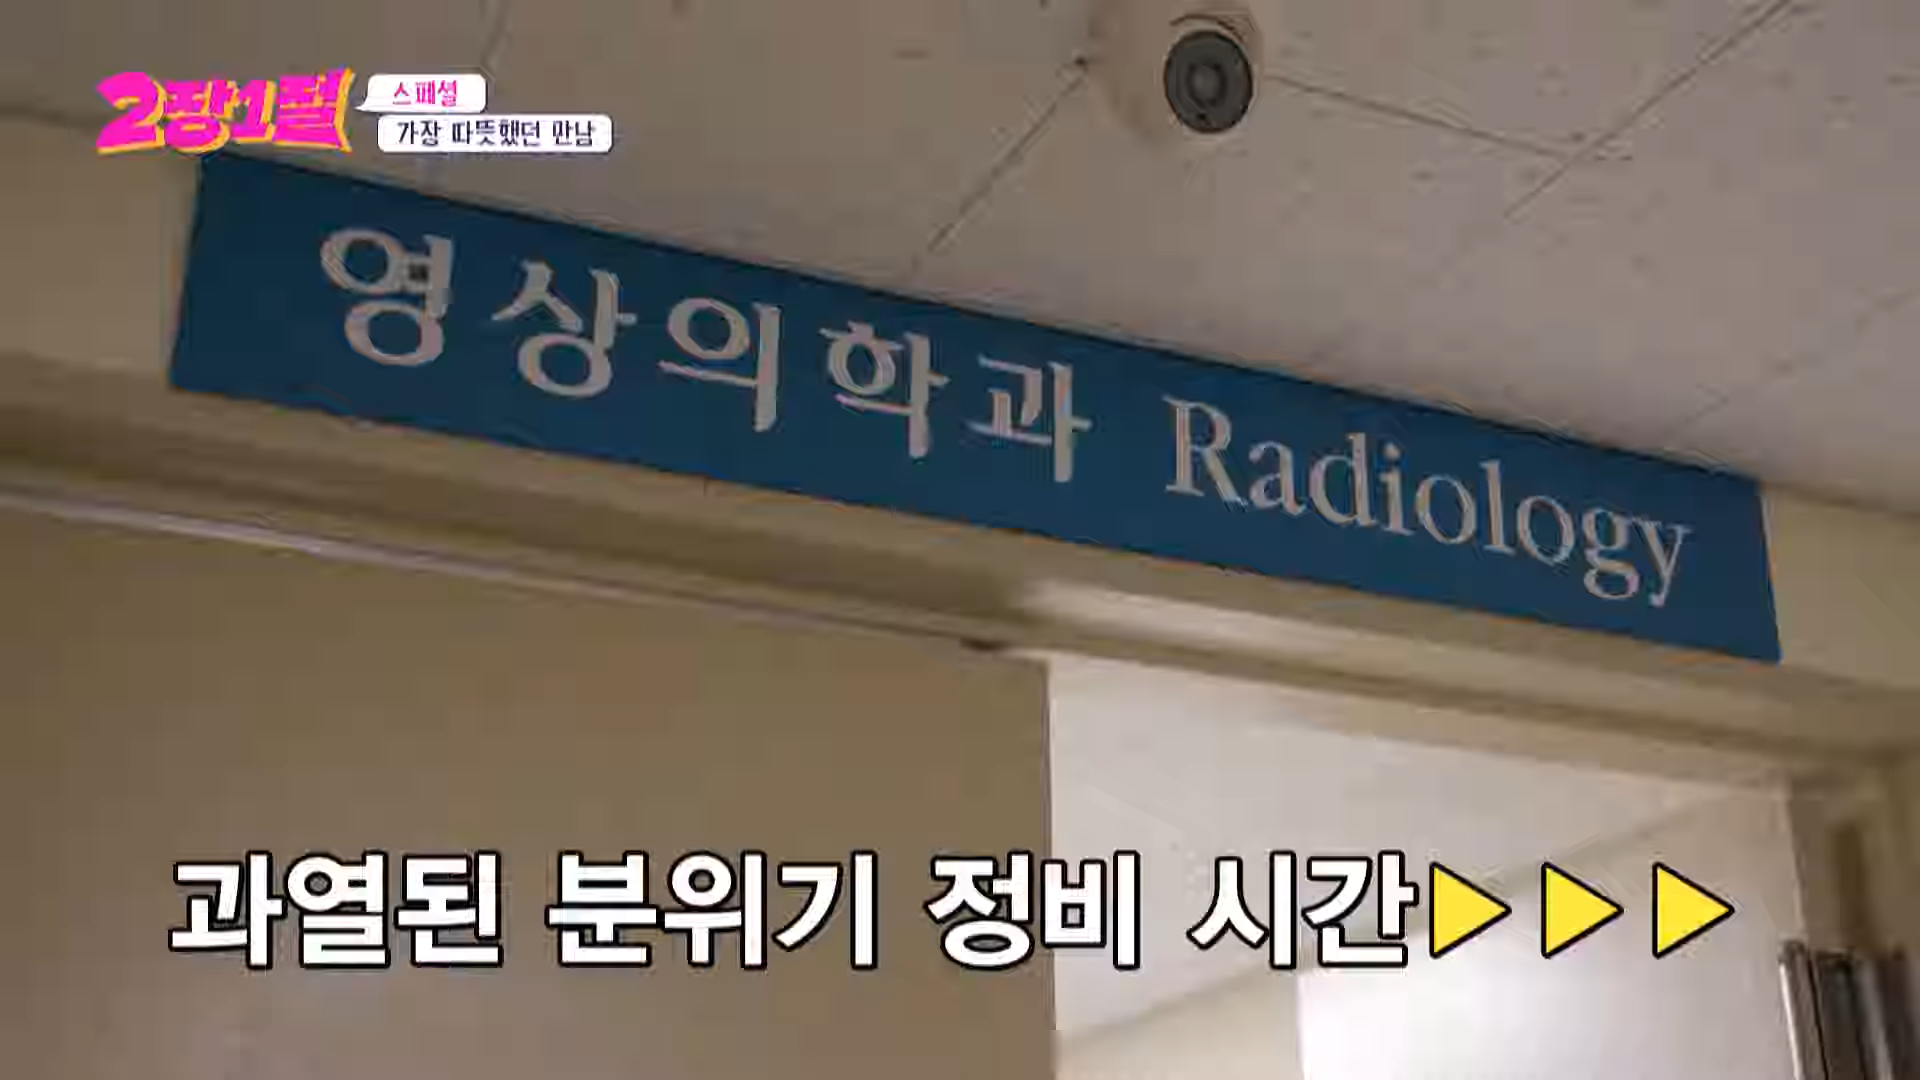 2장1절
스페셜
가장 따뜻했던 만남
영상의학과 Radiology
과열된 분위기 정비 시간▶▶▶